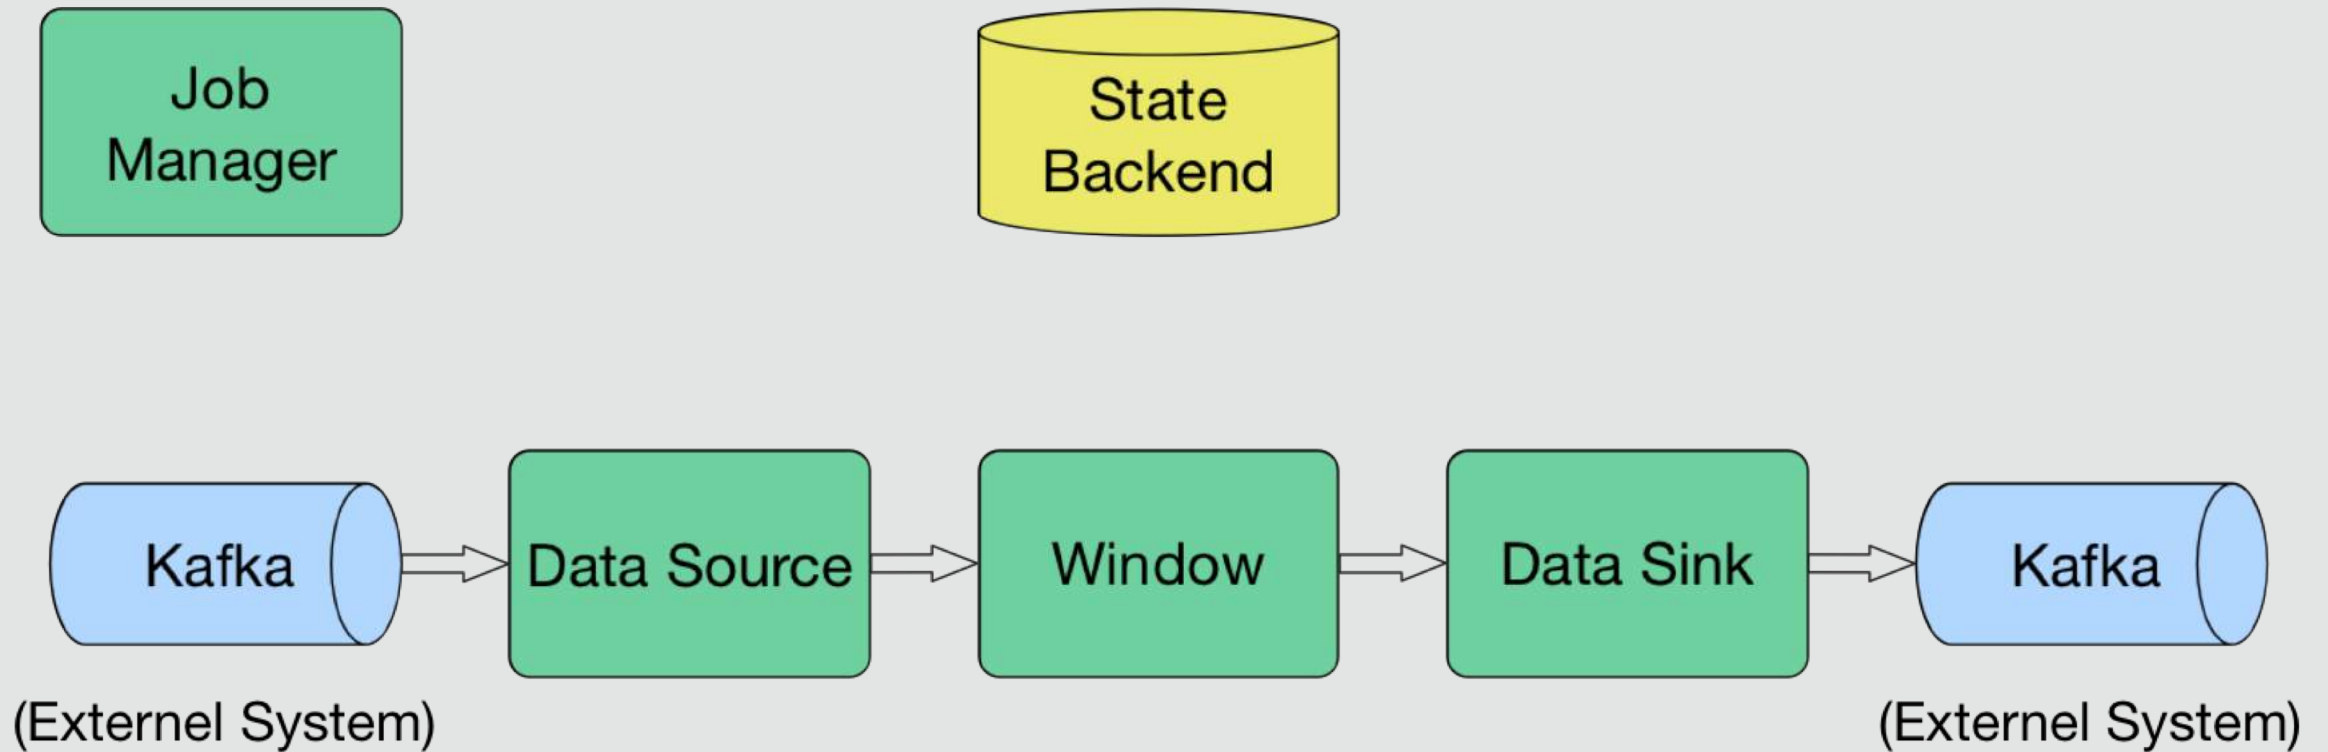 Job
Manager
State
Backend
Kafka
Data Source
Window
Data Sink
Kafka
(Externel System)
(Externel System)